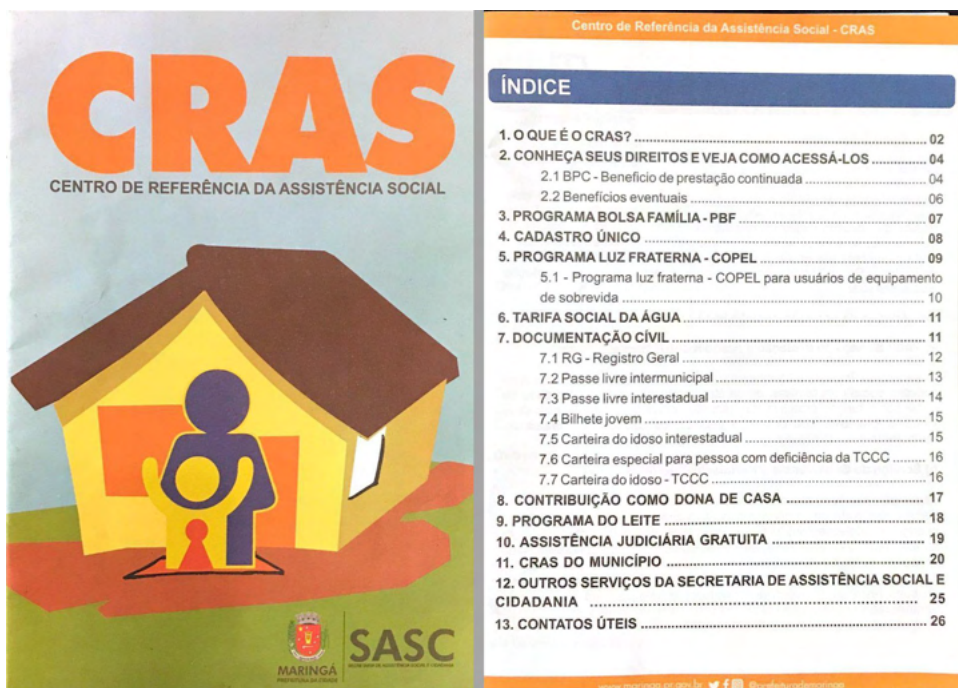 CRAS
CENTRO DE REFERÊNCIA DA ASSISTÊNCIA SOCIAL
MARINGÁ
PREFEITURA DA CIDADE
SASC
Centro de Referência da Assistência Social - CRAS
ÍNDICE
1. O QUE É O CRAS? .......... 02
2. CONHEÇA SEUS DIREITOS E VEJA COMO ACESSÁ-LOS .......... 04
2.1 BPC - Beneficio de prestação continuada .......... 04
2.2 Benefícios eventuais .......... 06
3. PROGRAMA BOLSA FAMÍLIA - PBF .......... 07
4. CADASTRO ÚNICO .......... 08
5. PROGRAMA LUZ FRATERNA - COPEL .......... 09
5.1 - Programa luz fraterna - COPEL para usuários de equipamento
de sobrevida .......... 10
6. TARIFA SOCIAL DA ÁGUA .......... 11
7. DOCUMENTAÇÃO CÍVIL .......... 11
7.1 RG - Registro Geral .......... 12
7.2 Passe livre intermunicipal .......... 13
7.3 Passe livre interestadual .......... 14
7.4 Bilhete jovem .......... 15
7.5 Carteira do idoso interestadual .......... 15
7.6 Carteira especial para pessoa com deficiência da TCCC .......... 16
7.7 Carteira do idoso - TCCC .......... 16
8. CONTRIBUIÇÃO COMO DONA DE CASA .......... 17
9. PROGRAMA DO LEITE .......... 18
10. ASSISTÊNCIA JUDICIÁRIA GRATUITA .......... 19
11. CRAS DO MUNICÍPIO .......... 20
12. OUTROS SERVIÇOS DA SECRETARIA DE ASSISTÊNCIA SOCIAL E
CIDADANIA .......... 25
13. CONTATOS ÚTEIS .......... 26